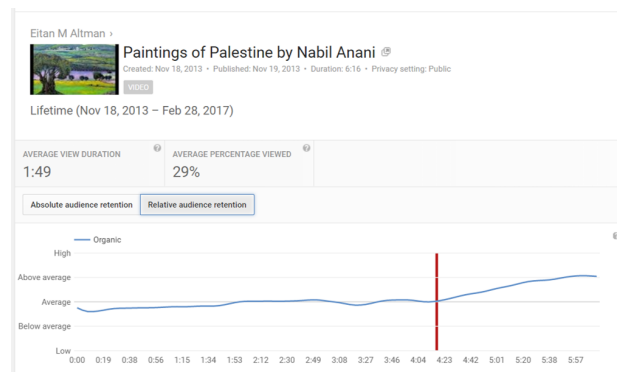 Eitan M Altman ›
Paintings of Palestine by Nabil Anani
Created: Nov 18, 2013 • Published: Nov 19, 2013 • Duration: 6:16 • Privacy setting: Public
VIDEO
Lifetime (Nov 18, 2013 – Feb 28, 2017)
AVERAGE VIEW DURATION ? AVERAGE PERCENTAGE VIEWED ?
1:49 29%
Absolute audience retention Relative audience retention
Organic
High
Above average
Average
Below average
Low
0:00 0:19 0:38 0:56 1:15 1:34 1:53 2:12 2:30 2:49 3:08 3:27 3:46 4:04 4:23 4:42 5:01 5:20 5:38 5:57